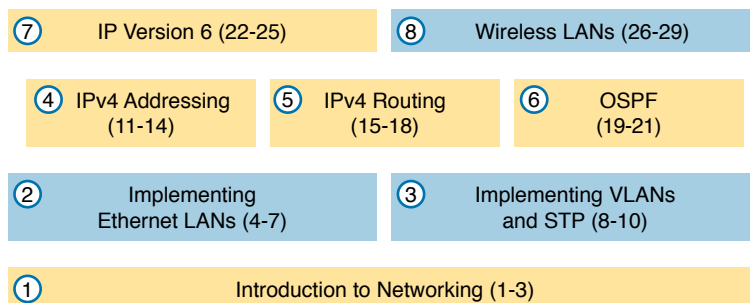 7 IP Version 6 (22-25)
8 Wireless LANs (26-29)
4 IPv4 Addressing
(11-14)
5 IPv4 Routing
(15-18)
6 OSPF
(19-21)
2 Implementing
Ethernet LANs (4-7)
3 Implementing VLANs
and STP (8-10)
1 Introduction to Networking (1-3)